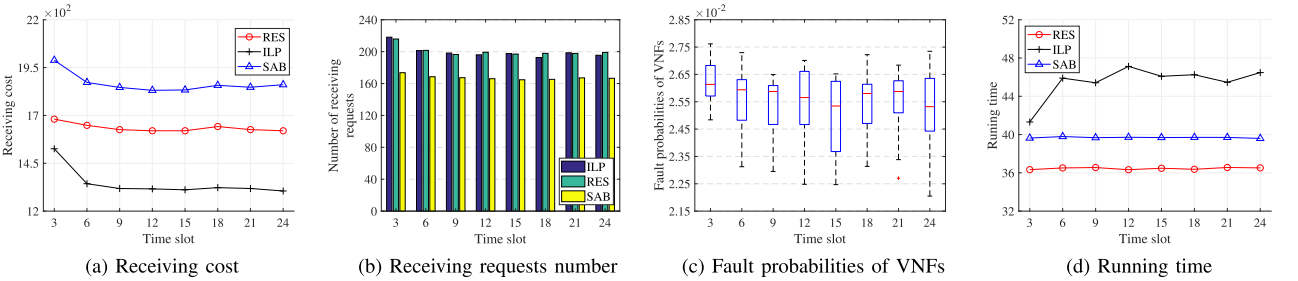 ×10²
22
19.5
17
14.5
12
Receiving cost
RES
ILP
SAB
3 6 9 12 15 18 21 24
Time slot
(a) Receiving cost
240
200
160
120
80
40
0
Number of receiving
requests
ILP
RES
SAB
3 6 9 12 15 18 21 24
Time slot
(b) Receiving requests number
×10⁻²
2.85
2.75
2.65
2.55
2.45
2.35
2.25
2.15
Fault probabilities of VNFs
3 6 9 12 15 18 21 24
Time slot
(c) Fault probabilities of VNFs
52
48
44
40
36
32
Running time
RES
ILP
SAB
3 6 9 12 15 18 21 24
Time slot
(d) Running time